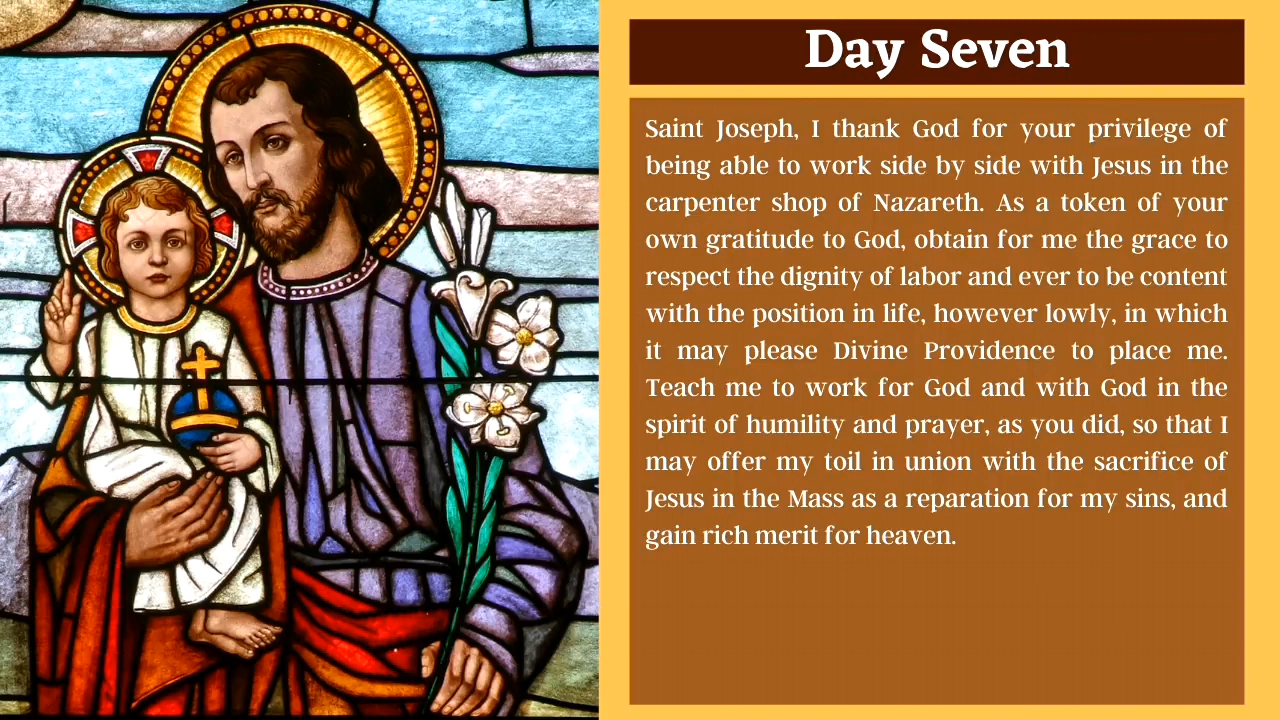 Day Seven
Saint Joseph, I thank God for your privilege of
being able to work side by side with Jesus in the
carpenter shop of Nazareth. As a token of your
own gratitude to God, obtain for me the grace to
respect the dignity of labor and ever to be content
with the position in life, however lowly, in which
it may please Divine Providence to place me.
Teach me to work for God and with God in the
spirit of humility and prayer, as you did, so that I
may offer my toil in union with the sacrifice of
Jesus in the Mass as a reparation for my sins, and
gain rich merit for heaven.